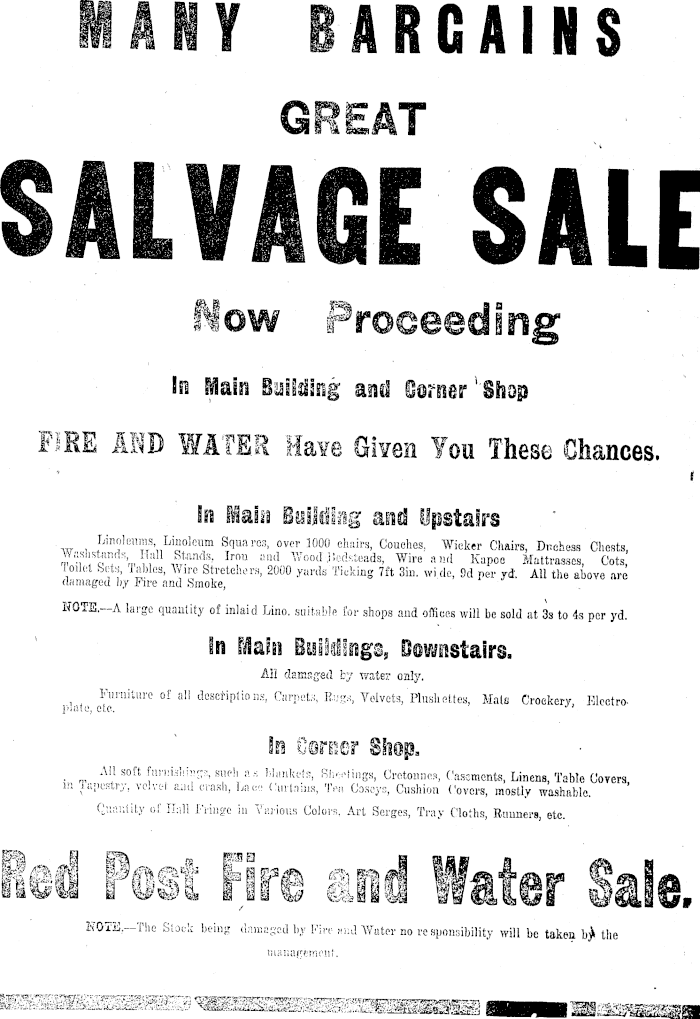 MANY BARGAINS
GREAT
SALVAGE SALE
Now Proceeding
In Main Building and Corner Shop
FIRE AND WATER Have Given You These Chances.
In Main Building and Upstairs
Linoleums, Linoleum Squares, over 1000 chairs, Couches, Wicker Chairs, Duchess Chests,
Washstands, Hall Stands, Iron and Wood Bedsteads, Wire and Kapoc Mattrasses, Cots,
Toilet Sets, Tables, Wire Stretchers, 2000 yards Ticking 7ft 3in. wide, 9d per yd. All the above are
damaged by Fire and Smoke,
NOTE.—A large quantity of inlaid Lino. suitable for shops and offices will be sold at 3s to 4s per yd.
In Main Buildings, Downstairs.
All damaged by water only.
Furniture of all descriptions, Carpets, Rugs, Velvets, Plushettes, Mats Crockery, Electro-
plate, etc.
In Corner Shop.
All soft furnishings, such as blankets, Sheetings, Cretonnes, Casements, Linens, Table Covers,
in Tapestry, velvet and crash, Lace Curtains, Tea Coseys, Cushion Covers, mostly washable.
Quantity of Hall Fringe in Various Colors, Art Serges, Tray Cloths, Runners, etc.
Red Post Fire and Water Sale.
NOTE.—The Stock being damaged by Fire and Water no responsibility will be taken by the
management.